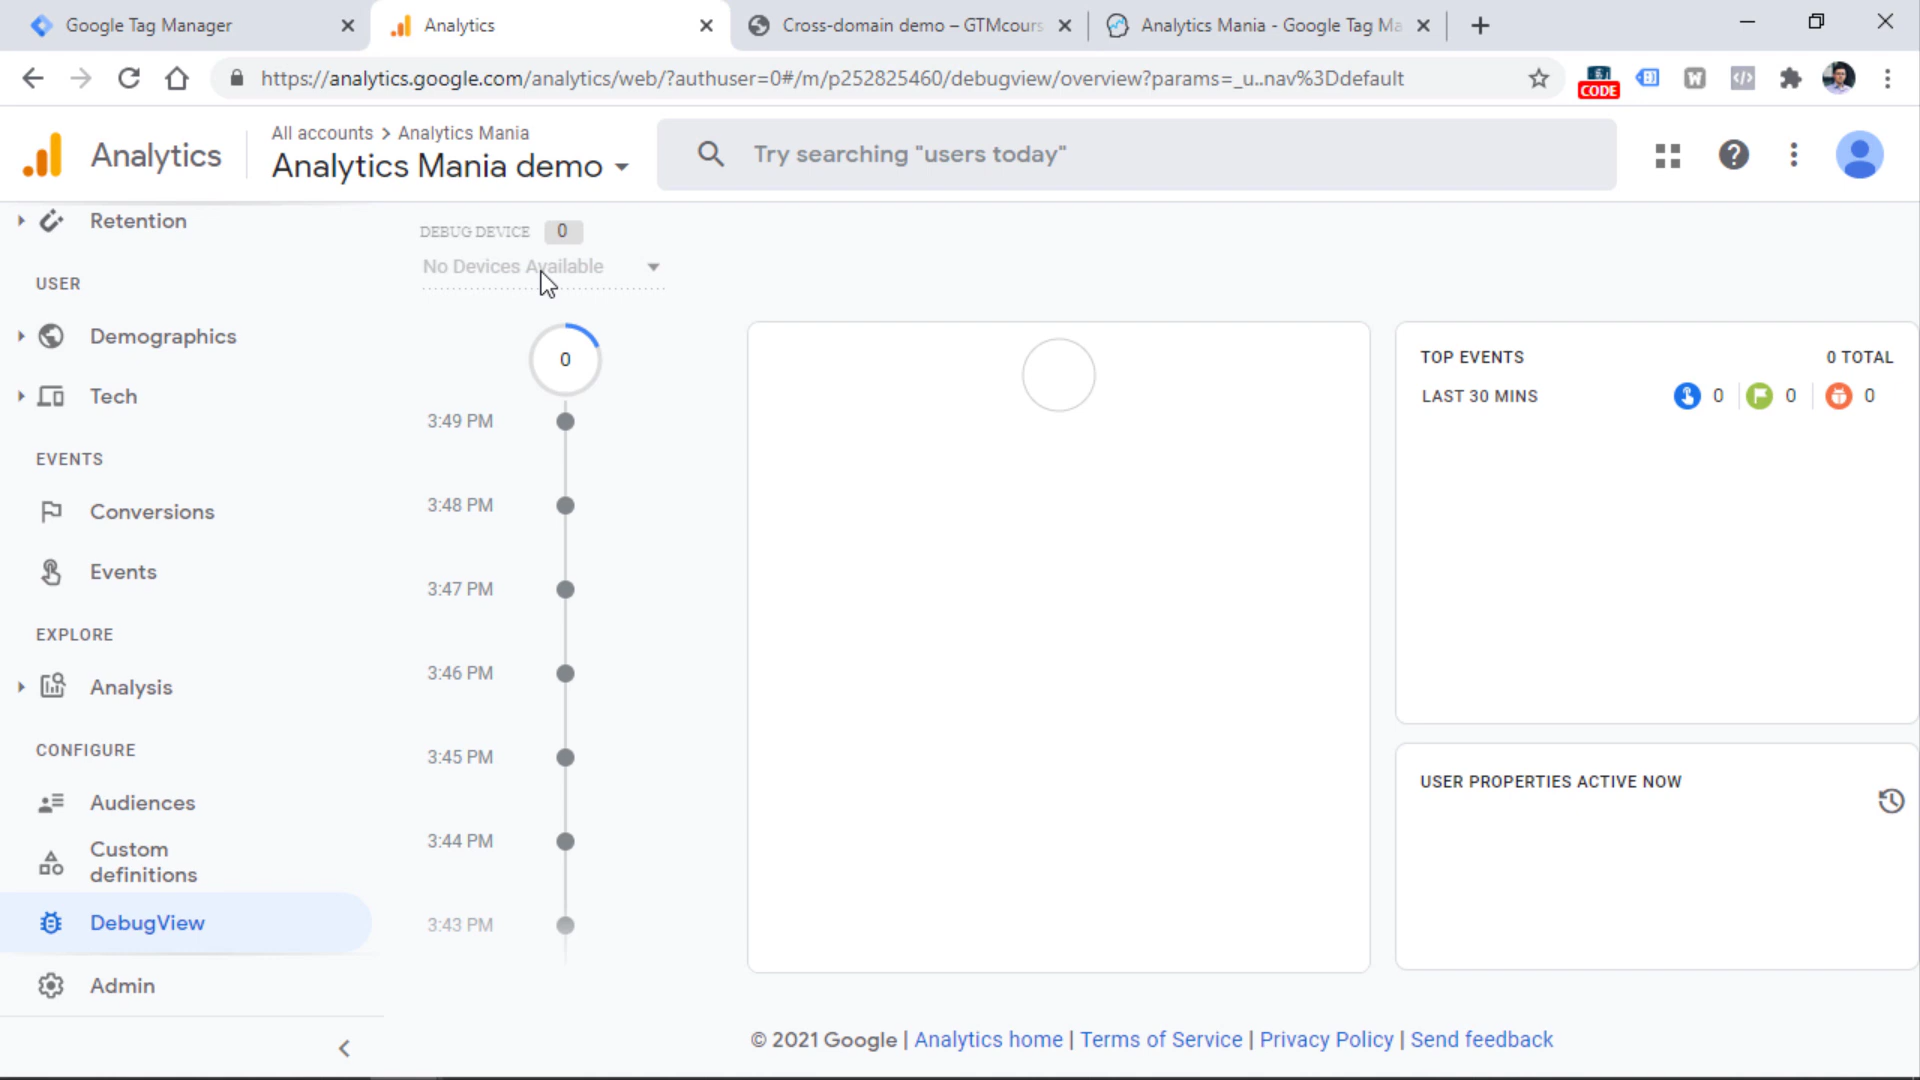 Google Tag Manager
Analytics
Cross-domain demo – GTMcours
Analytics Mania - Google Tag Ma
https://analytics.google.com/analytics/web/?authuser=0#/m/p252825460/debugview/overview?params=_u..nav%3Ddefault
CODE
W
Analytics
All accounts > Analytics Mania
Analytics Mania demo
Try searching "users today"
Retention
USER
Demographics
Tech
EVENTS
Conversions
Events
EXPLORE
Analysis
CONFIGURE
Audiences
Custom
definitions
DebugView
Admin
DEBUG DEVICE 0
No Devices Available
0
3:49 PM
3:48 PM
3:47 PM
3:46 PM
3:45 PM
3:44 PM
3:43 PM
TOP EVENTS 0 TOTAL
LAST 30 MINS 0 0 0
USER PROPERTIES ACTIVE NOW
© 2021 Google | Analytics home | Terms of Service | Privacy Policy | Send feedback